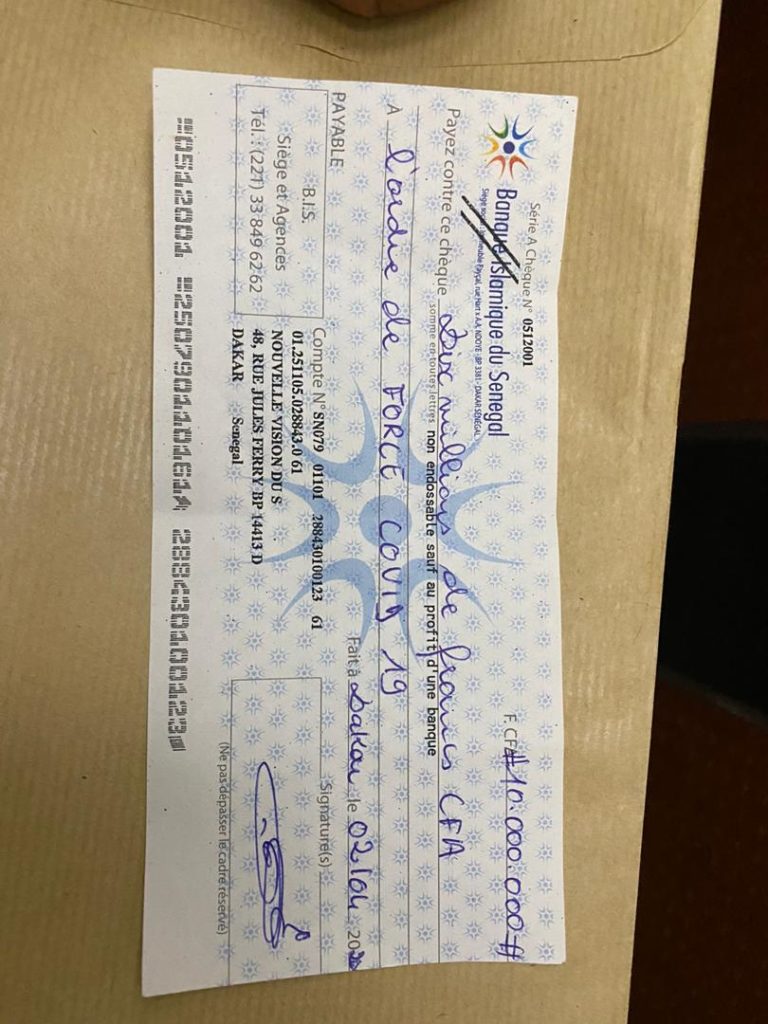 Série A Chèque N° 0512001
Banque Islamique du Senegal
F. CFA #10.000.000#
Payez contre ce chèque Dix millions de francs CFA
somme en toutes lettres non endossable sauf au profit d'une banque
A l'ordre de FORCE COVID 19
PAYABLE
Fait à Dakar le 02/04 2020
B.I.S.
Siège et Agences
Tél. : (221) 33 849 62 62
Compte N° SN079 01101 288430100123 61
01.251105.028843.0 61
NOUVELLE VISION DU S
48, RUE JULES FERRY BP 14413 D
DAKAR Senegal
Signature(s)
(Ne pas dépasser le cadre réservé)